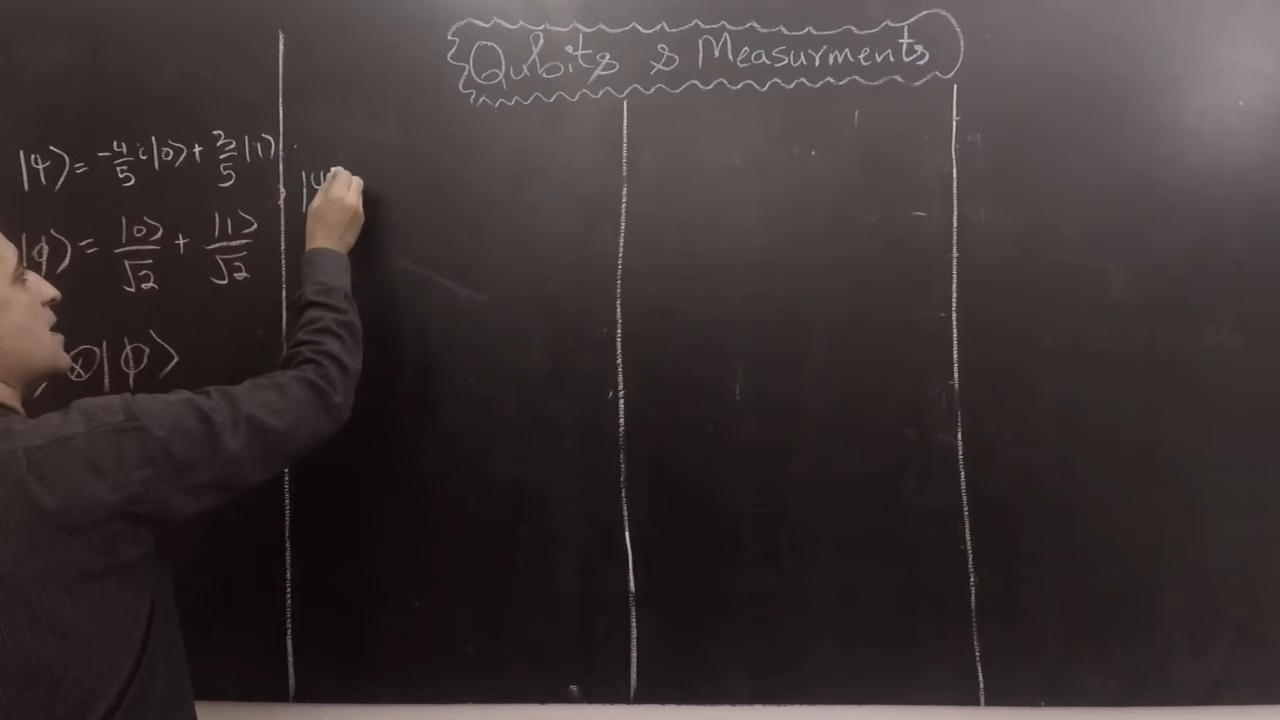 Qubits & Measurments
|ψ⟩ = -4/5 i|0⟩ + 3/5 |1⟩
|ϕ⟩ = |0⟩/√2 + |1⟩/√2
⊗|ϕ⟩
|ψ